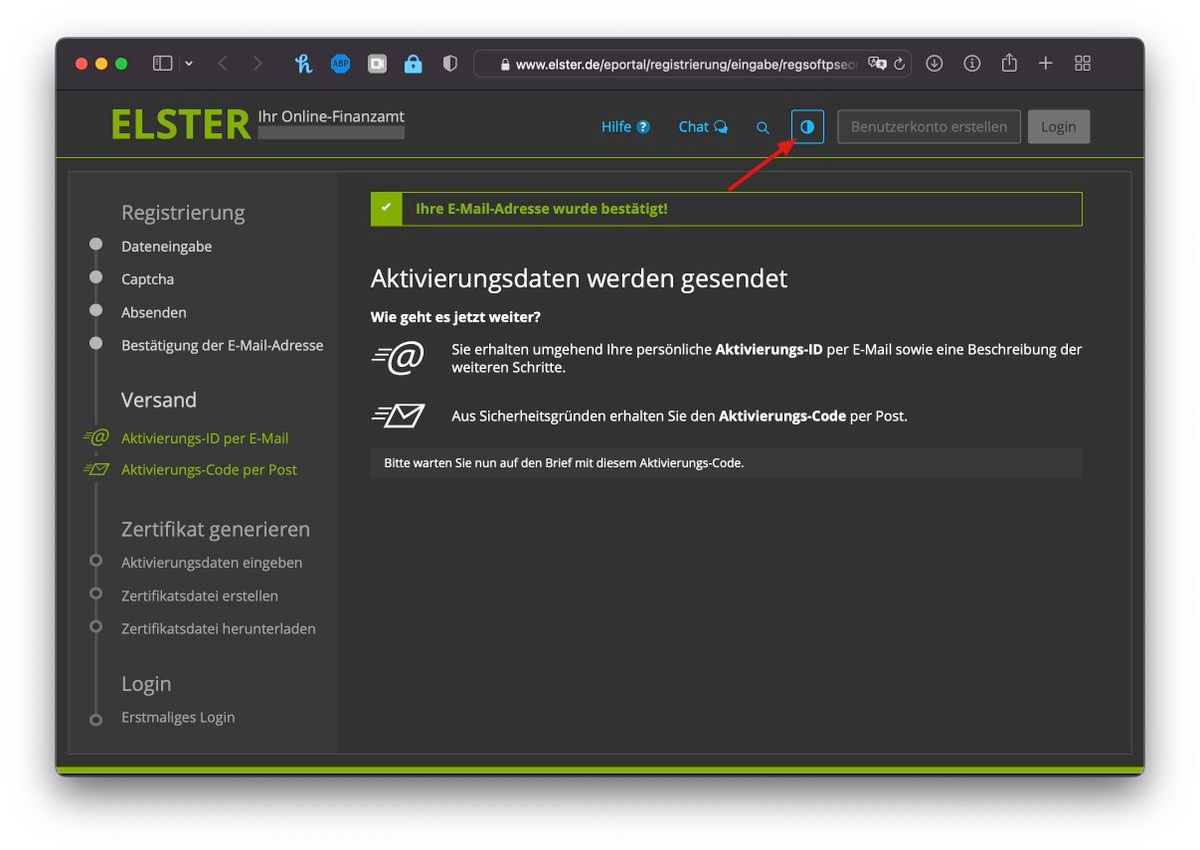 ABP
www.elster.de/eportal/registrierung/eingabe/regsoftpseor
ELSTER
Ihr Online-Finanzamt
Hilfe ?
Chat
Benutzerkonto erstellen
Login
Registrierung
Dateneingabe
Captcha
Absenden
Bestätigung der E-Mail-Adresse
Versand
Aktivierungs-ID per E-Mail
Aktivierungs-Code per Post
Zertifikat generieren
Aktivierungsdaten eingeben
Zertifikatsdatei erstellen
Zertifikatsdatei herunterladen
Login
Erstmaliges Login
Ihre E-Mail-Adresse wurde bestätigt!
Aktivierungsdaten werden gesendet
Wie geht es jetzt weiter?
Sie erhalten umgehend Ihre persönliche Aktivierungs-ID per E-Mail sowie eine Beschreibung der
weiteren Schritte.
Aus Sicherheitsgründen erhalten Sie den Aktivierungs-Code per Post.
Bitte warten Sie nun auf den Brief mit diesem Aktivierungs-Code.